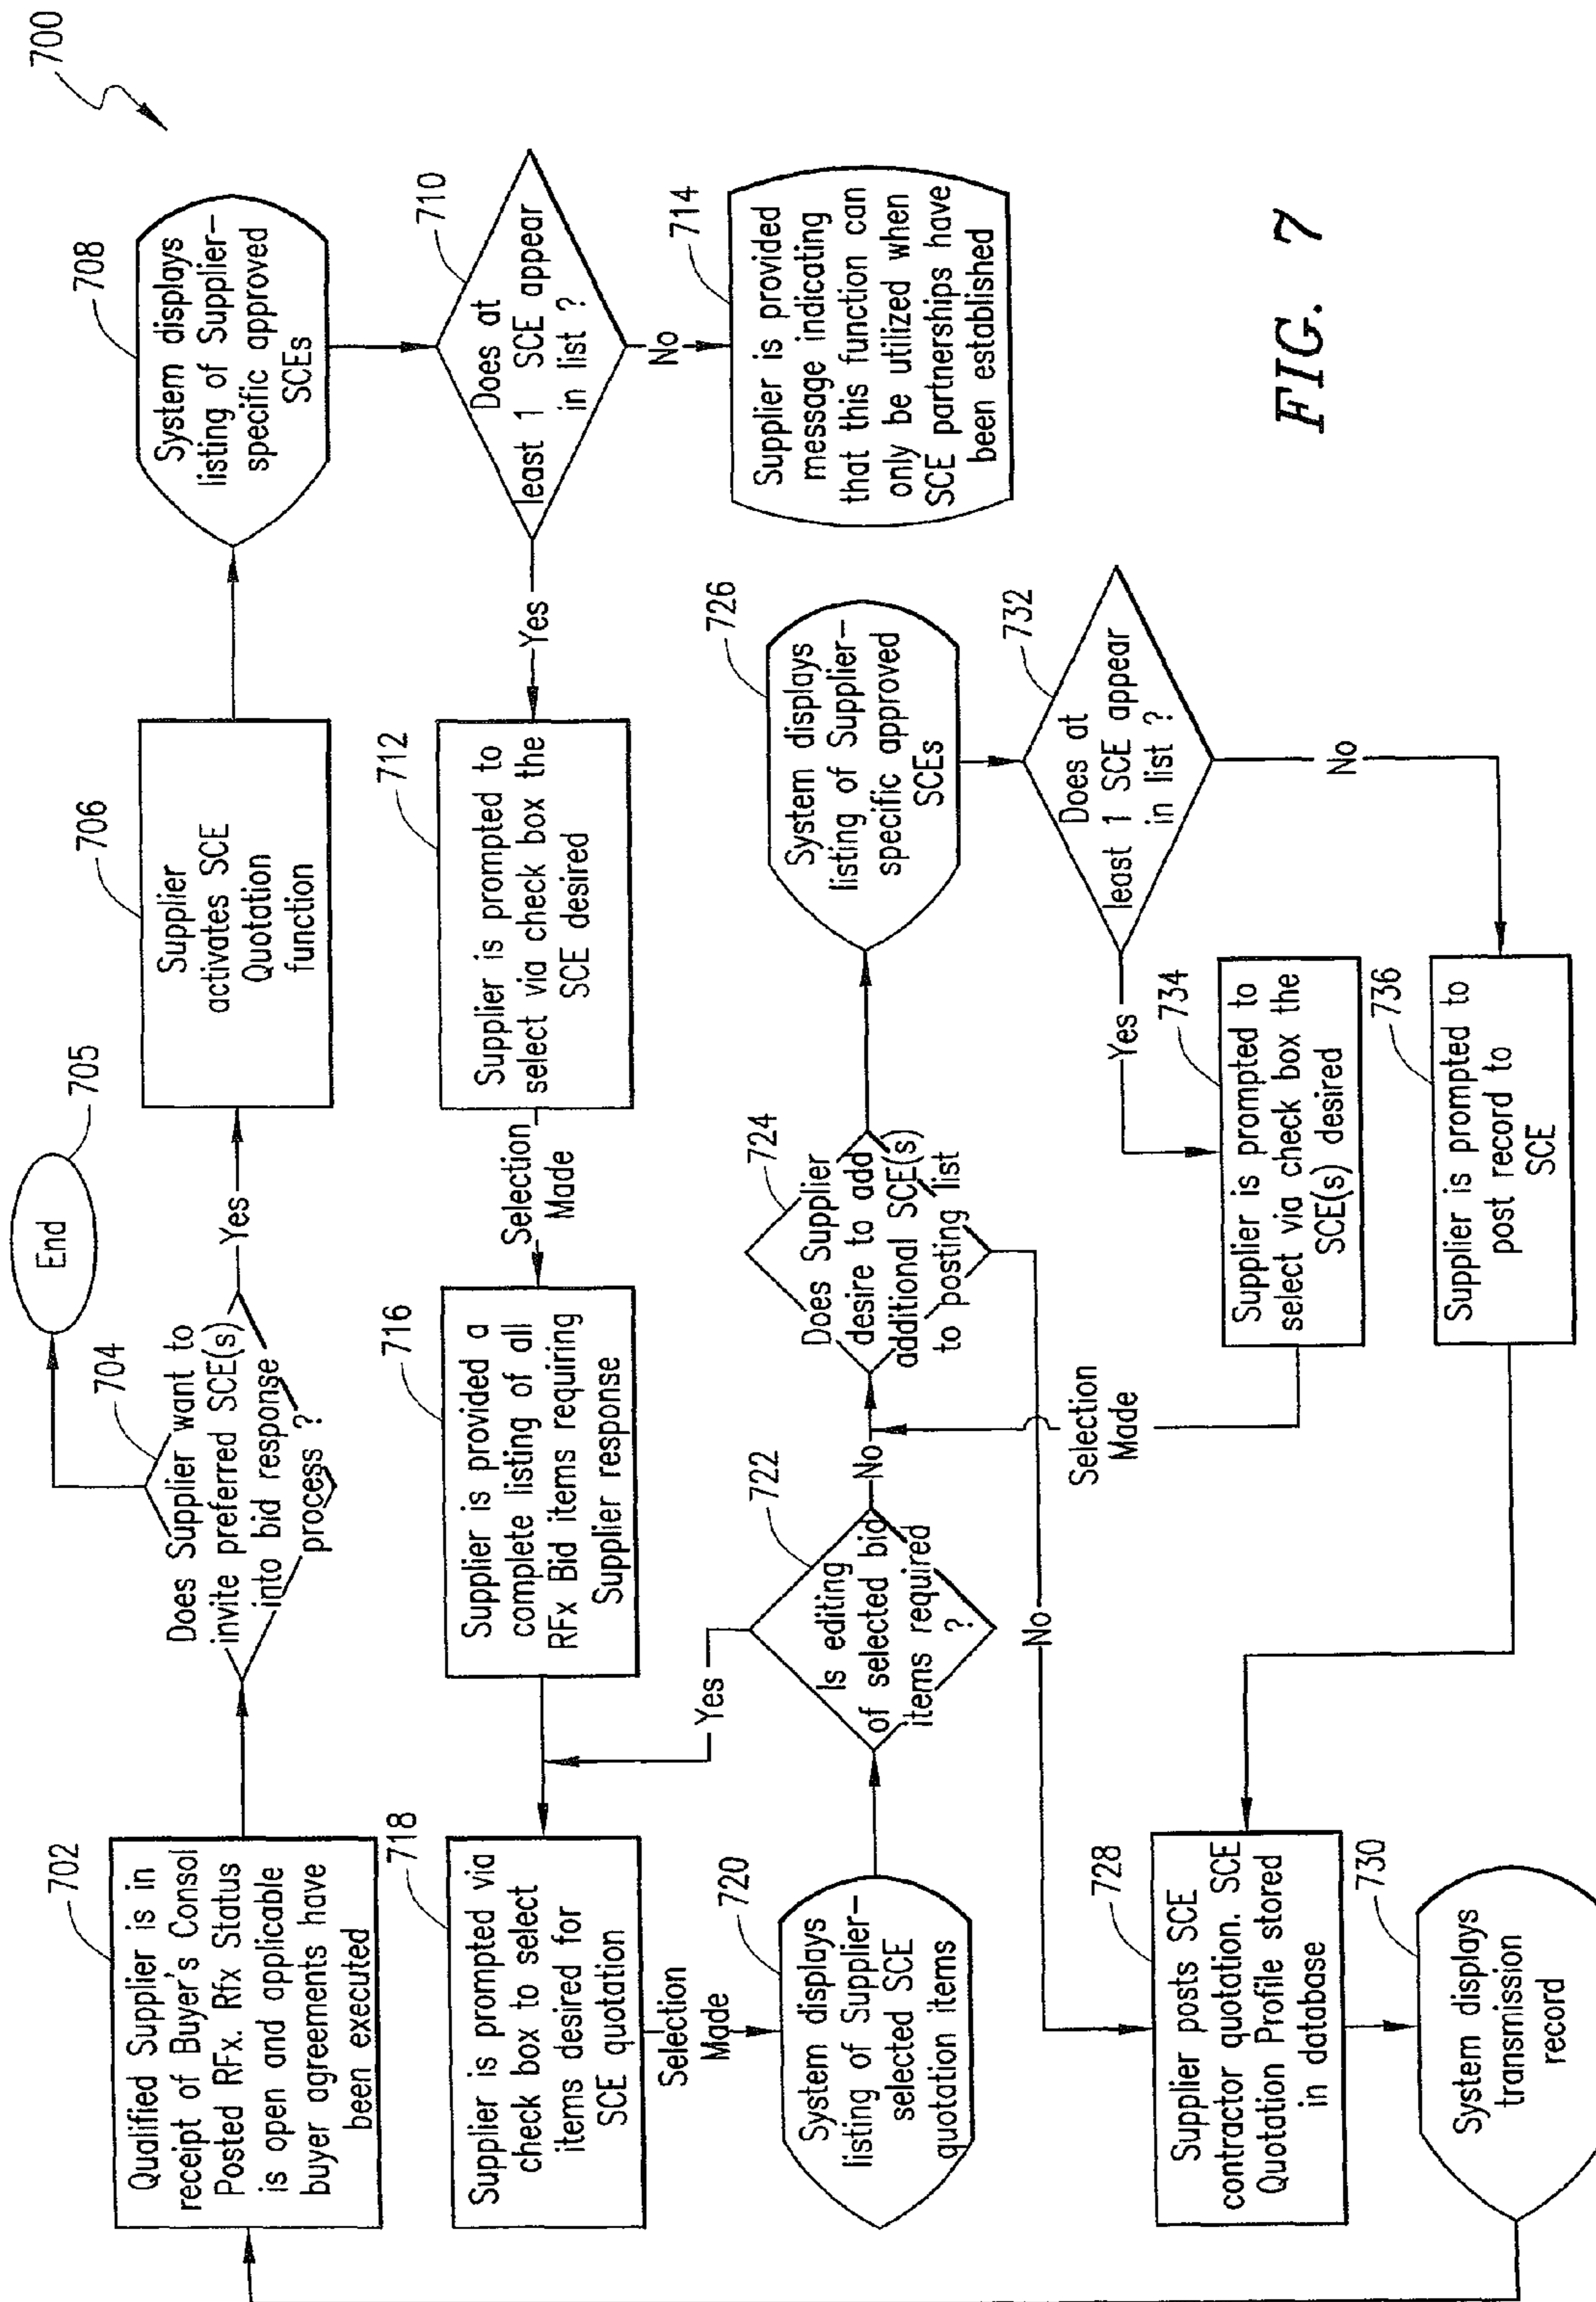 700
702
Qualified Supplier is in
receipt of Buyer's Consol
Posted RFx. Rfx Status
is open and applicable
buyer agreements have
been executed
704
Does Supplier want to
invite preferred SCE(s)
into bid response
process ?
705
End
Yes
706
Supplier
activates SCE
Quotation
function
708
System displays
listing of Supplier–
specific approved
SCEs
710
Does at
least 1 SCE appear
in list ?
Yes
No
712
Supplier is prompted to
select via check box the
SCE desired
714
Supplier is provided
message indicating
that this function can
only be utilized when
SCE partnerships have
been established
Selection
Made
716
Supplier is provided a
complete listing of all
RFx Bid items requiring
Supplier response
718
Supplier is prompted via
check box to select
items desired for
SCE quotation
Selection
Made
720
System displays
listing of Supplier–
selected SCE
quotation items
722
Is editing
of selected bid
items required
?
Yes
No
724
Does Supplier
desire to add
additional SCE(s)
to posting list
No
726
System displays
listing of Supplier–
specific approved
SCEs
732
Does at
least 1 SCE appear
in list ?
Yes
No
734
Supplier is prompted to
select via check box the
SCE(s) desired
Selection
Made
736
Supplier is prompted to
post record to
SCE
728
Supplier posts SCE
contractor quotation. SCE
Quotation Profile stored
in database
730
System displays
transmission
record
FIG. 7